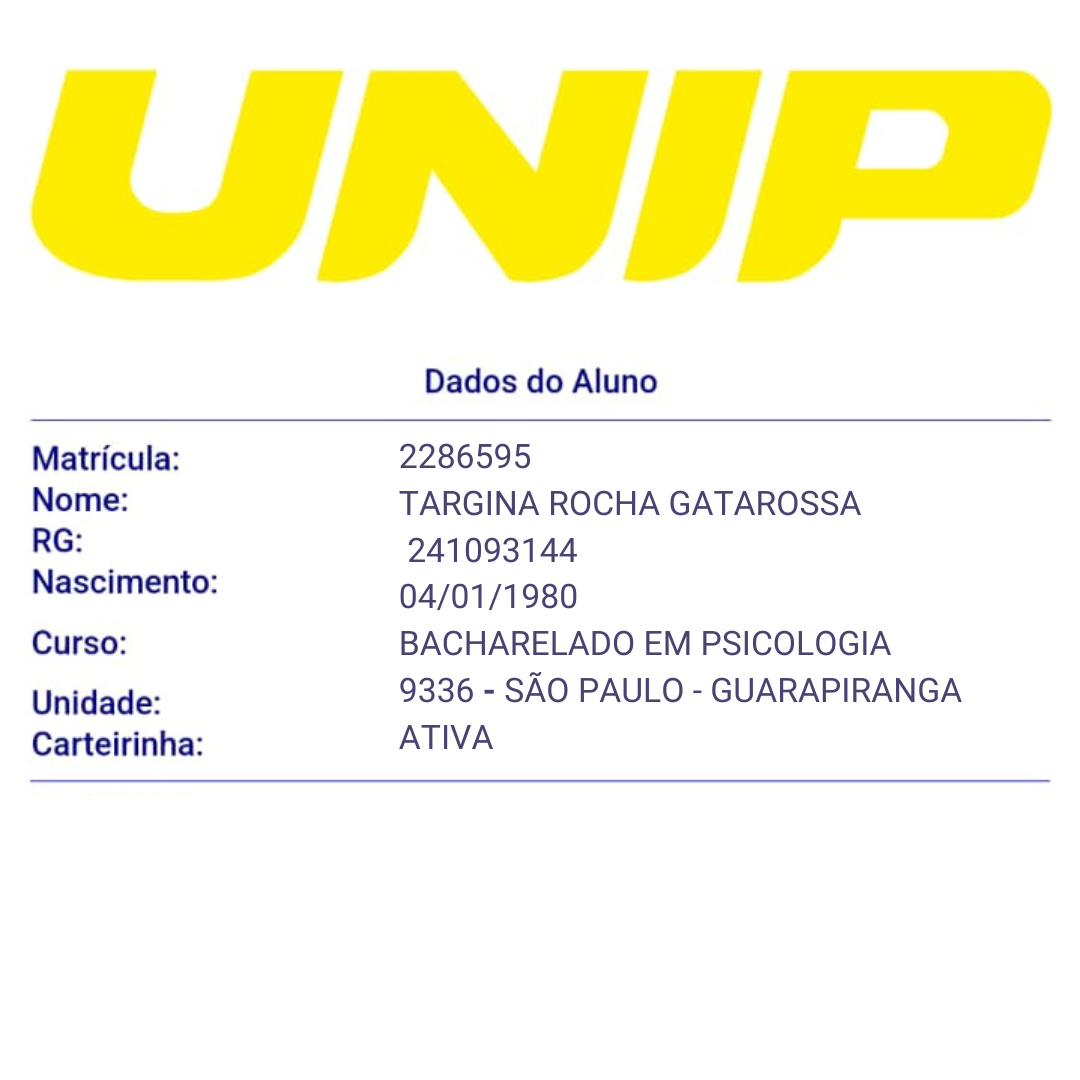 UNIP
Dados do Aluno
Matrícula: 2286595
Nome: TARGINA ROCHA GATAROSSA
RG: 241093144
Nascimento: 04/01/1980
Curso: BACHARELADO EM PSICOLOGIA
Unidade: 9336 - SÃO PAULO - GUARAPIRANGA
Carteirinha: ATIVA